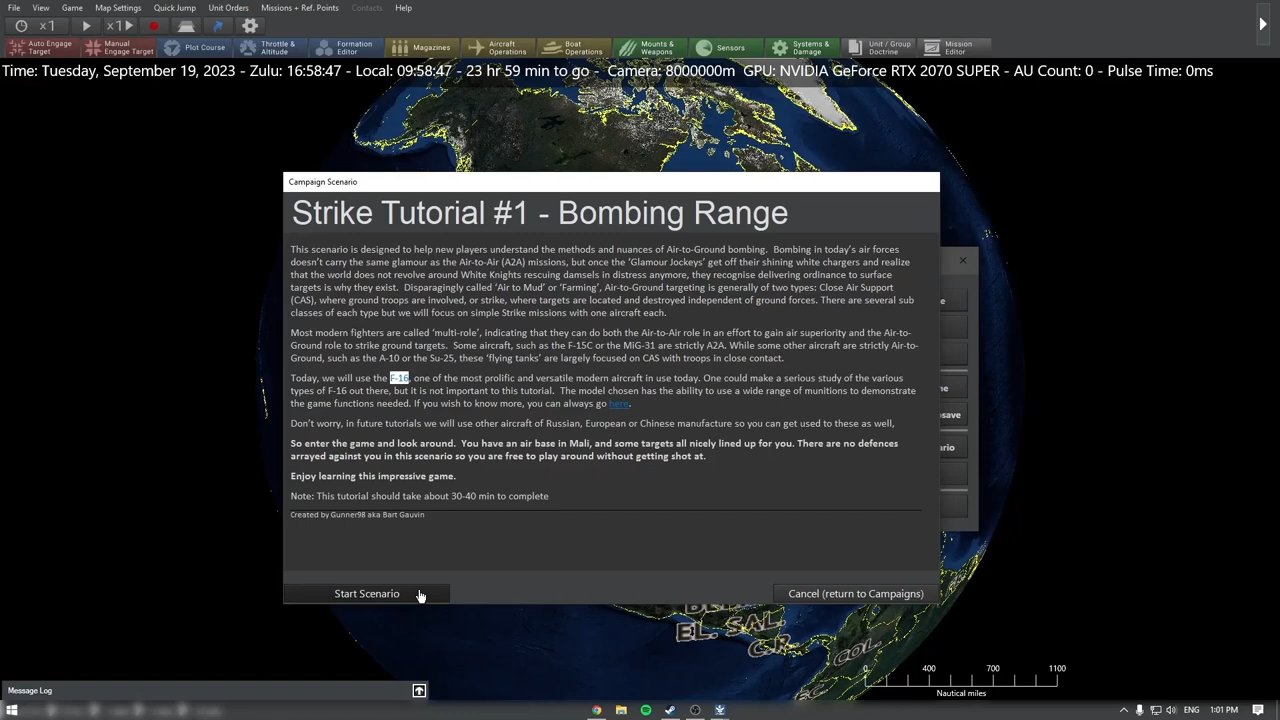 File View Game Map Settings Quick Jump Unit Orders Missions + Ref. Points Contacts Help
x1 x1
Auto Engage Target Manual Engage Target Plot Course Throttle & Altitude Formation Editor Magazines Aircraft Operations Boat Operations Mounts & Weapons Sensors Systems & Damage Unit / Group Doctrine Mission Editor
Time: Tuesday, September 19, 2023 - Zulu: 16:58:47 - Local: 09:58:47 - 23 hr 59 min to go - Camera: 8000000m GPU: NVIDIA GeForce RTX 2070 SUPER - AU Count: 0 - Pulse Time: 0ms
Campaign Scenario
Strike Tutorial #1 - Bombing Range
This scenario is designed to help new players understand the methods and nuances of Air-to-Ground bombing. Bombing in today's air forces
doesn't carry the same glamour as the Air-to-Air (A2A) missions, but once the 'Glamour Jockeys' get off their shining white chargers and realize
that the world does not revolve around White Knights rescuing damsels in distress anymore, they recognise delivering ordinance to surface
targets is why they exist. Disparagingly called 'Air to Mud' or 'Farming', Air-to-Ground targeting is generally of two types: Close Air Support
(CAS), where ground troops are involved, or strike, where targets are located and destroyed independent of ground forces. There are several sub
classes of each type but we will focus on simple Strike missions with one aircraft each.
Most modern fighters are called 'multi-role', indicating that they can do both the Air-to-Air role in an effort to gain air superiority and the Air-to-
Ground role to strike ground targets. Some aircraft, such as the F-15C or the MiG-31 are strictly A2A. While some other aircraft are strictly Air-to-
Ground, such as the A-10 or the Su-25, these 'flying tanks' are largely focused on CAS with troops in close contact.
Today, we will use the F-16, one of the most prolific and versatile modern aircraft in use today. One could make a serious study of the various
types of F-16 out there, but it is not important to this tutorial. The model chosen has the ability to use a wide range of munitions to demonstrate
the game functions needed. If you wish to know more, you can always go here.
Don't worry, in future tutorials we will use other aircraft of Russian, European or Chinese manufacture so you can get used to these as well,
So enter the game and look around. You have an air base in Mali, and some targets all nicely lined up for you. There are no defences
arrayed against you in this scenario so you are free to play around without getting shot at.
Enjoy learning this impressive game.
Note: This tutorial should take about 30-40 min to complete
Created by Gunner98 aka Bart Gauvin
Start Scenario Cancel (return to Campaigns)
EL. SAL.
C.R. COL.
0 400 700 1100
Nautical miles
Message Log
ENG 1:01 PM